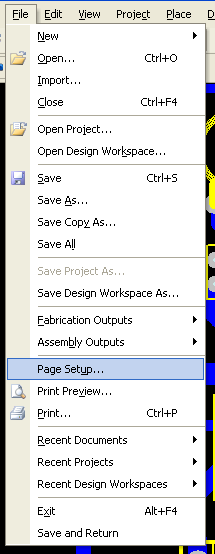 File Edit View Project Place D
New
Open... Ctrl+O
Import...
Close Ctrl+F4
Open Project...
Open Design Workspace...
Save Ctrl+S
Save As...
Save Copy As...
Save All
Save Project As...
Save Design Workspace As...
Fabrication Outputs
Assembly Outputs
Page Setup...
Print Preview...
Print... Ctrl+P
Recent Documents
Recent Projects
Recent Design Workspaces
Exit Alt+F4
Save and Return